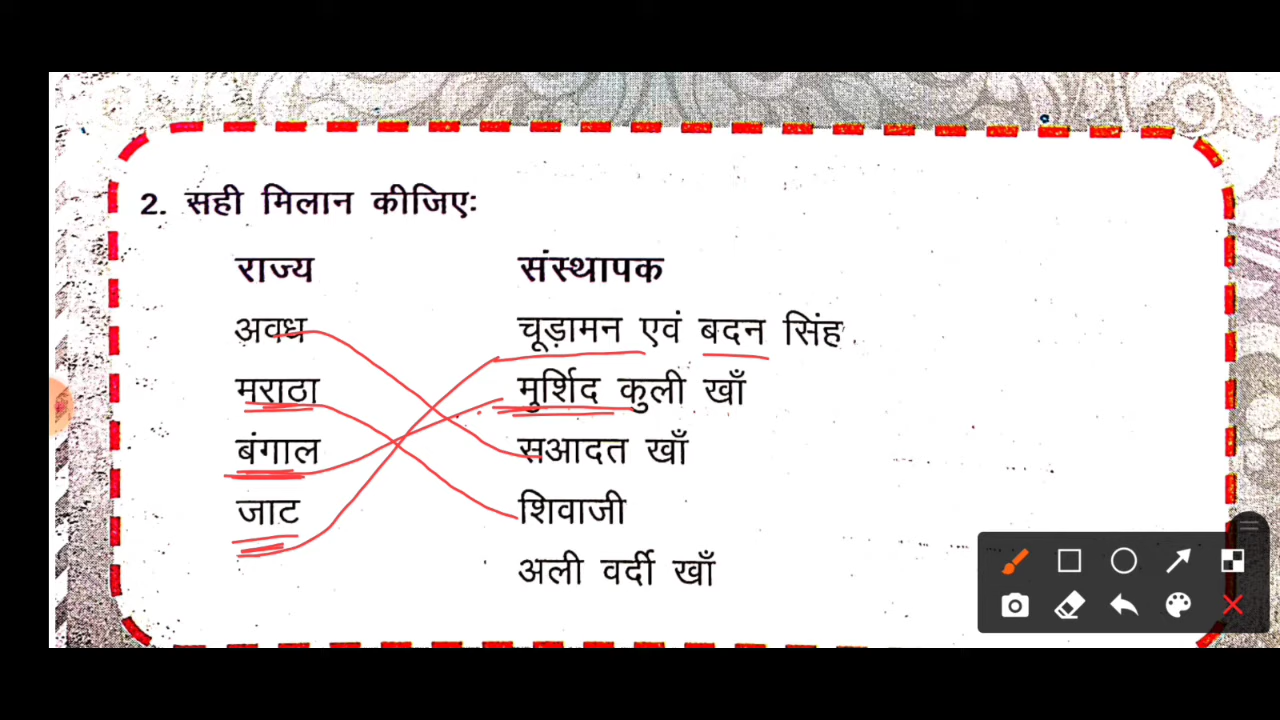 2. सही मिलान कीजिए:
राज्य संस्थापक
अवध चूड़ामन एवं बदन सिंह
मराठा मुर्शिद कुली खाँ
बंगाल सआदत खाँ
जाट शिवाजी
अली वर्दी खाँ